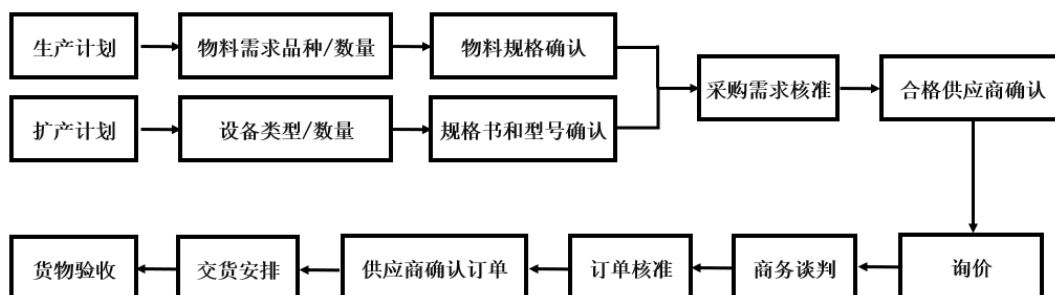 生产计划
物料需求品种/数量
物料规格确认
扩产计划
设备类型/数量
规格书和型号确认
采购需求核准
合格供应商确认
询价
商务谈判
订单核准
供应商确认订单
交货安排
货物验收